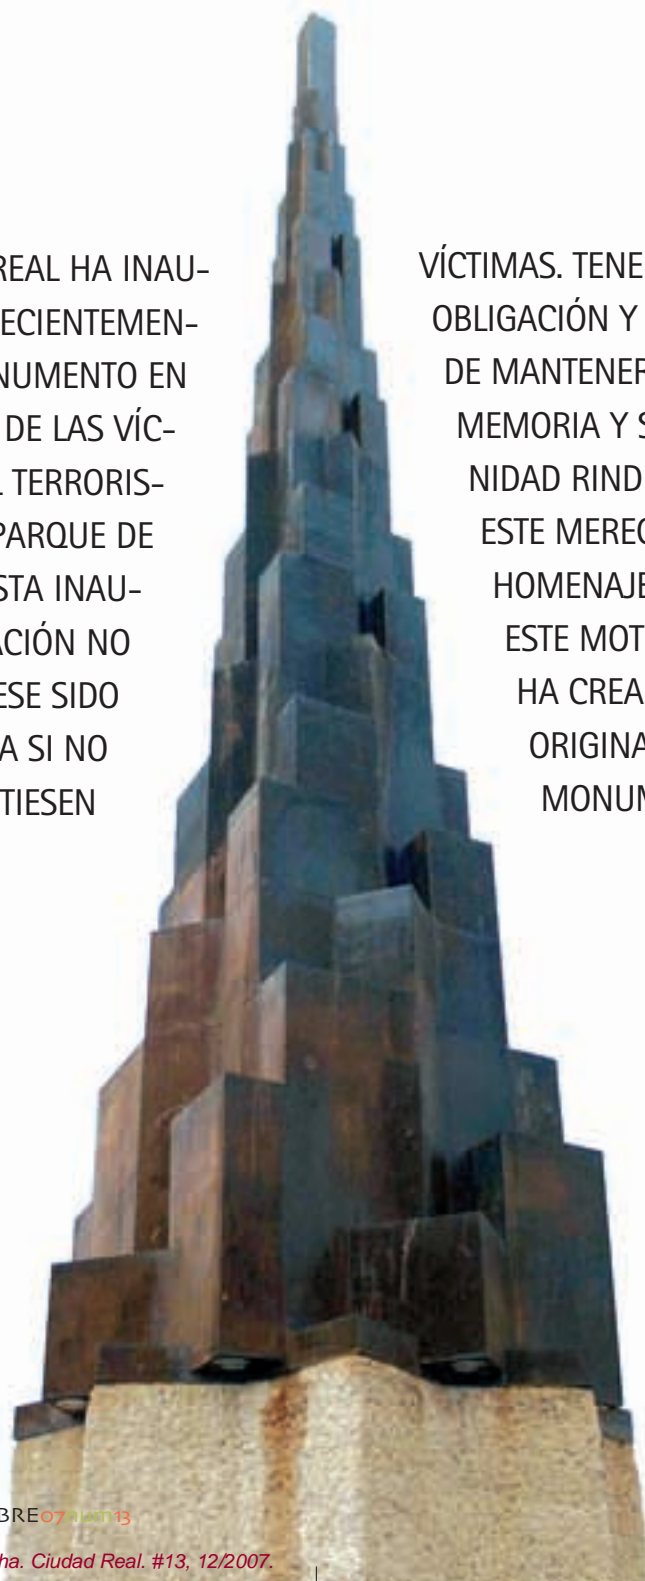 REAL HA INAU-
ECIENTEMEN-
NUMENTO EN
DE LAS VÍC-
L TERRORIS-
PARQUE DE
STA INAU-
ACIÓN NO
ESE SIDO
A SI NO
TIESEN
VÍCTIMAS. TENE
OBLIGACIÓN Y
DE MANTENER
MEMORIA Y S
NIDAD RIND
ESTE MEREC
HOMENAJE
ESTE MOT
HA CREA
ORIGINA
MONUM
BRE07num13
ha. Ciudad Real. #13, 12/2007.